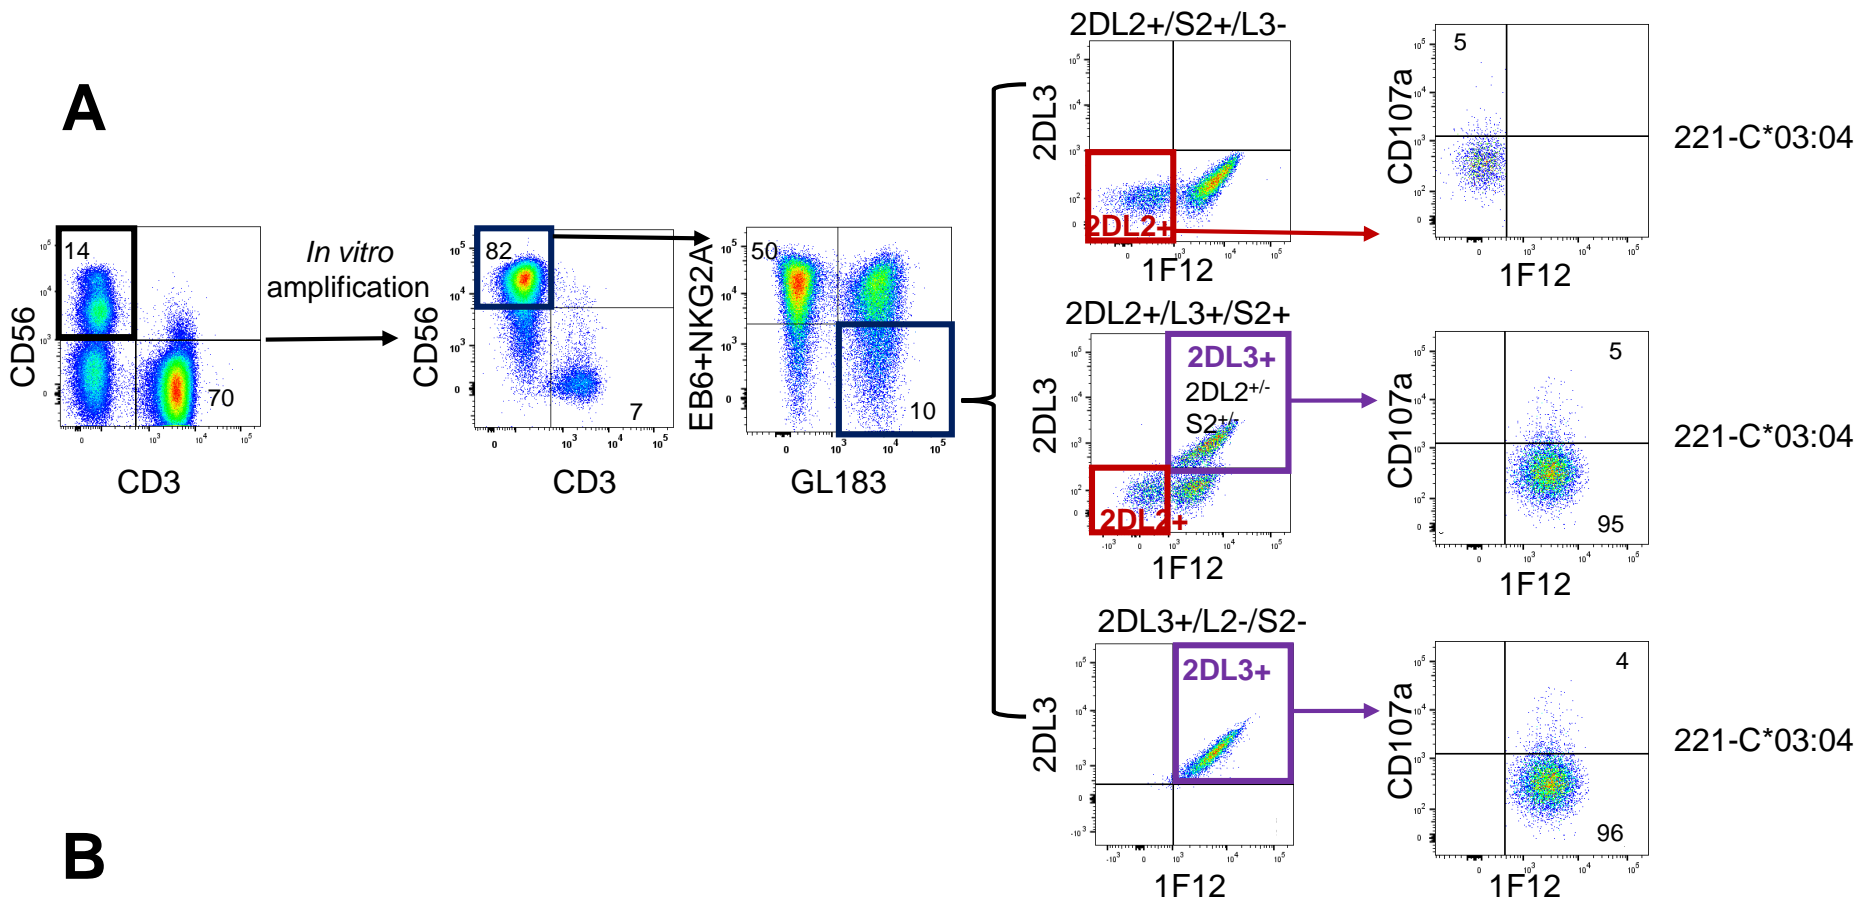 A
14
70
CD56
CD3
In vitro
amplification
82
7
CD56
CD3
50
10
EB6+NKG2A
GL183
2DL2+/S2+/L3-
2DL3
2DL2+
1F12
5
CD107a
1F12
221-C*03:04
2DL2+/L3+/S2+
2DL3
2DL3+
2DL2+/-
S2+/-
2DL2+
1F12
5
95
CD107a
1F12
221-C*03:04
2DL3+/L2-/S2-
2DL3
2DL3+
1F12
4
96
CD107a
1F12
221-C*03:04
B